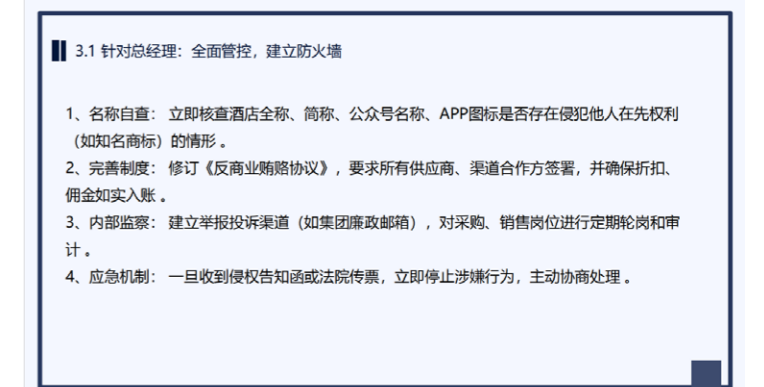 3.1 针对总经理：全面管控，建立防火墙
1、名称自查： 立即核查酒店全称、简称、公众号名称、APP图标是否存在侵犯他人在先权利
（如知名商标）的情形 。
2、完善制度： 修订《反商业贿赂协议》，要求所有供应商、渠道合作方签署，并确保折扣、
佣金如实入账 。
3、内部监察： 建立举报投诉渠道（如集团廉政邮箱），对采购、销售岗位进行定期轮岗和审
计 。
4、应急机制： 一旦收到侵权告知函或法院传票，立即停止涉嫌行为，主动协商处理 。